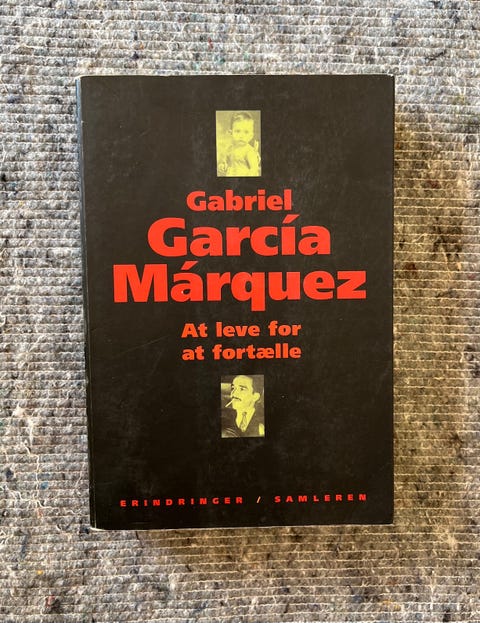 Gabriel
García
Márquez
At leve for
at fortælle
ERINDRINGER / SAMLEREN